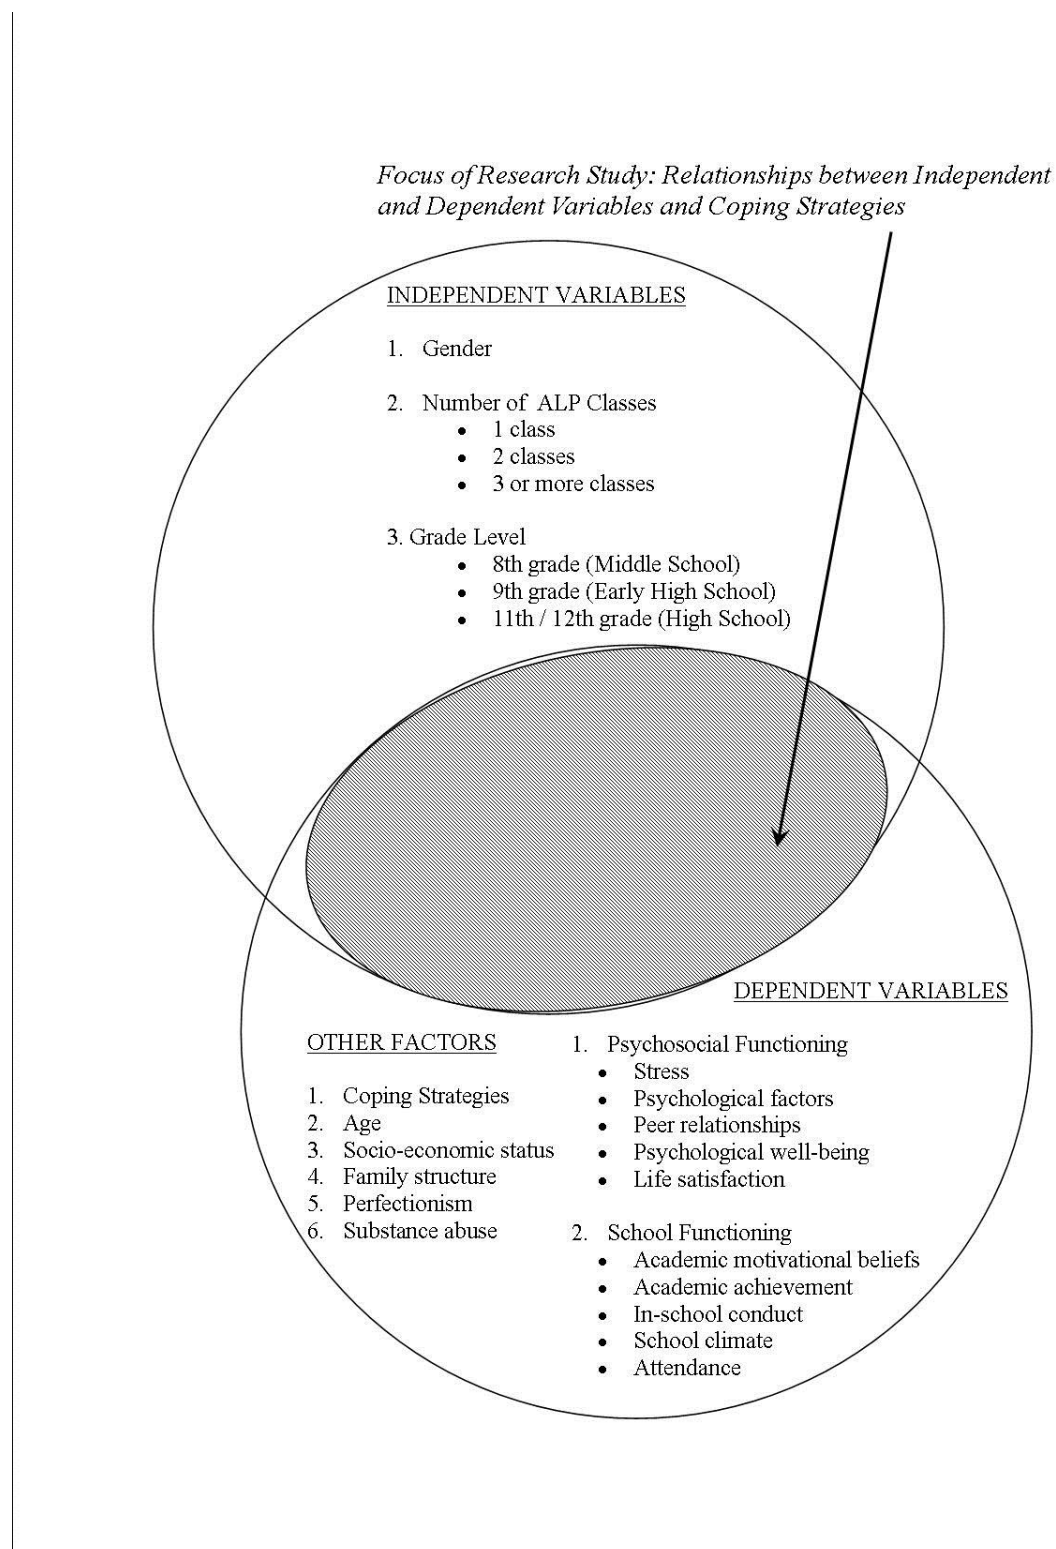 Focus of Research Study: Relationships between Independent
and Dependent Variables and Coping Strategies
INDEPENDENT VARIABLES
1. Gender
2. Number of ALP Classes
• 1 class
• 2 classes
• 3 or more classes
3. Grade Level
• 8th grade (Middle School)
• 9th grade (Early High School)
• 11th / 12th grade (High School)
OTHER FACTORS
1. Coping Strategies
2. Age
3. Socio-economic status
4. Family structure
5. Perfectionism
6. Substance abuse
DEPENDENT VARIABLES
1. Psychosocial Functioning
• Stress
• Psychological factors
• Peer relationships
• Psychological well-being
• Life satisfaction
2. School Functioning
• Academic motivational beliefs
• Academic achievement
• In-school conduct
• School climate
• Attendance